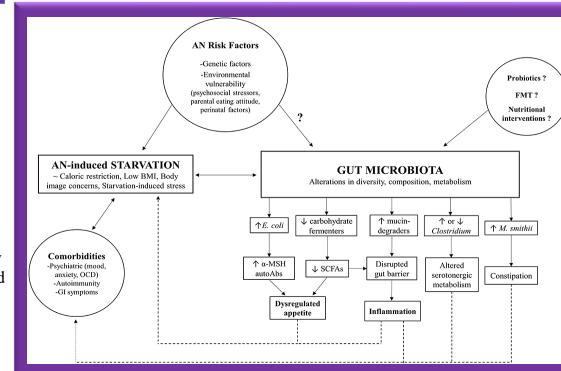 AN Risk Factors
-Genetic factors
-Environmental
vulnerability
(psychosocial stressors,
parental eating attitude,
perinatal factors)
?
Probiotics ?
FMT ?
Nutritional
interventions ?
AN-induced STARVATION
~ Caloric restriction, Low BMI, Body
image concerns, Starvation-induced stress
GUT MICROBIOTA
Alterations in diversity, composition, metabolism
↑E. coli
↓ carbohydrate
fermenters
↑ mucin-
degraders
↑ or ↓
Clostridium
↑ M. smithii
Comorbidities
-Psychiatric (mood,
anxiety, OCD)
-Autoimmunity
-GI symptoms
↑ α-MSH
autoAbs
↓ SCFAs
Disrupted
gut barrier
Altered
serotonergic
metabolism
Constipation
Dysregulated
appetite
Inflammation